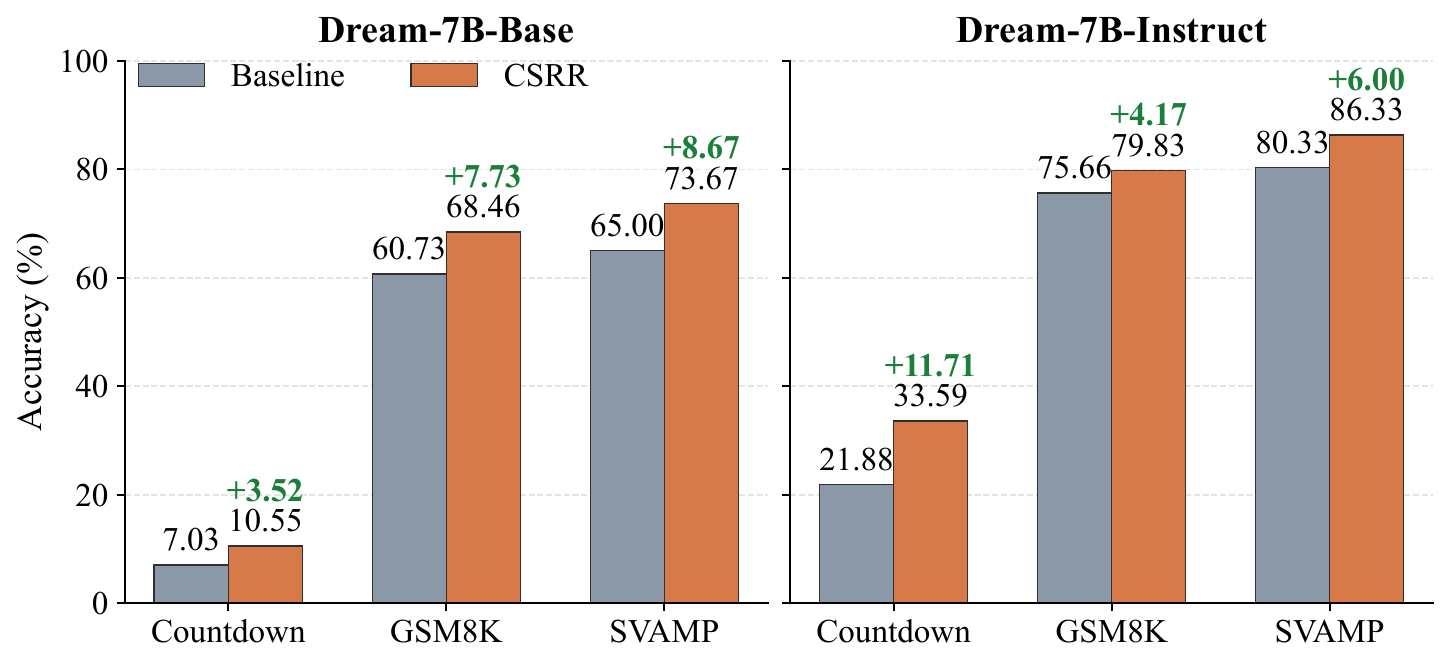 Dream-7B-Base
Dream-7B-Instruct
Baseline
CSRR
Accuracy (%)
100
80
60
40
20
0
7.03
+3.52
10.55
60.73
+7.73
68.46
65.00
+8.67
73.67
Countdown
GSM8K
SVAMP
21.88
+11.71
33.59
75.66
+4.17
79.83
80.33
+6.00
86.33
Countdown
GSM8K
SVAMP